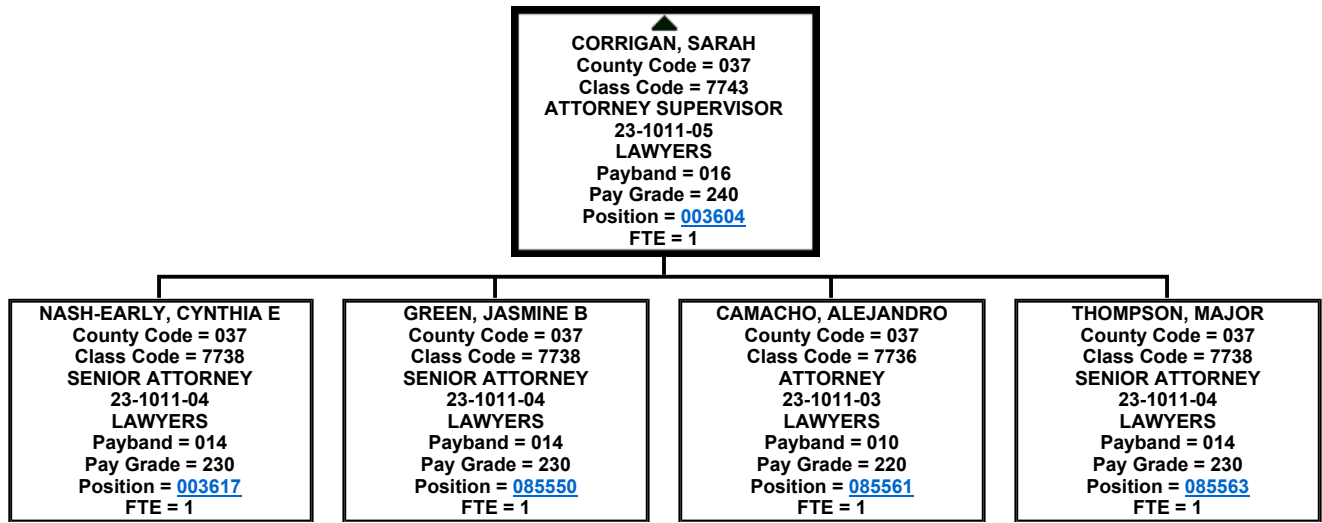 CORRIGAN, SARAH
County Code = 037
Class Code = 7743
ATTORNEY SUPERVISOR
23-1011-05
LAWYERS
Payband = 016
Pay Grade = 240
Position = 003604
FTE = 1
NASH-EARLY, CYNTHIA E
County Code = 037
Class Code = 7738
SENIOR ATTORNEY
23-1011-04
LAWYERS
Payband = 014
Pay Grade = 230
Position = 003617
FTE = 1
GREEN, JASMINE B
County Code = 037
Class Code = 7738
SENIOR ATTORNEY
23-1011-04
LAWYERS
Payband = 014
Pay Grade = 230
Position = 085550
FTE = 1
CAMACHO, ALEJANDRO
County Code = 037
Class Code = 7736
ATTORNEY
23-1011-03
LAWYERS
Payband = 010
Pay Grade = 220
Position = 085561
FTE = 1
THOMPSON, MAJOR
County Code = 037
Class Code = 7738
SENIOR ATTORNEY
23-1011-04
LAWYERS
Payband = 014
Pay Grade = 230
Position = 085563
FTE = 1